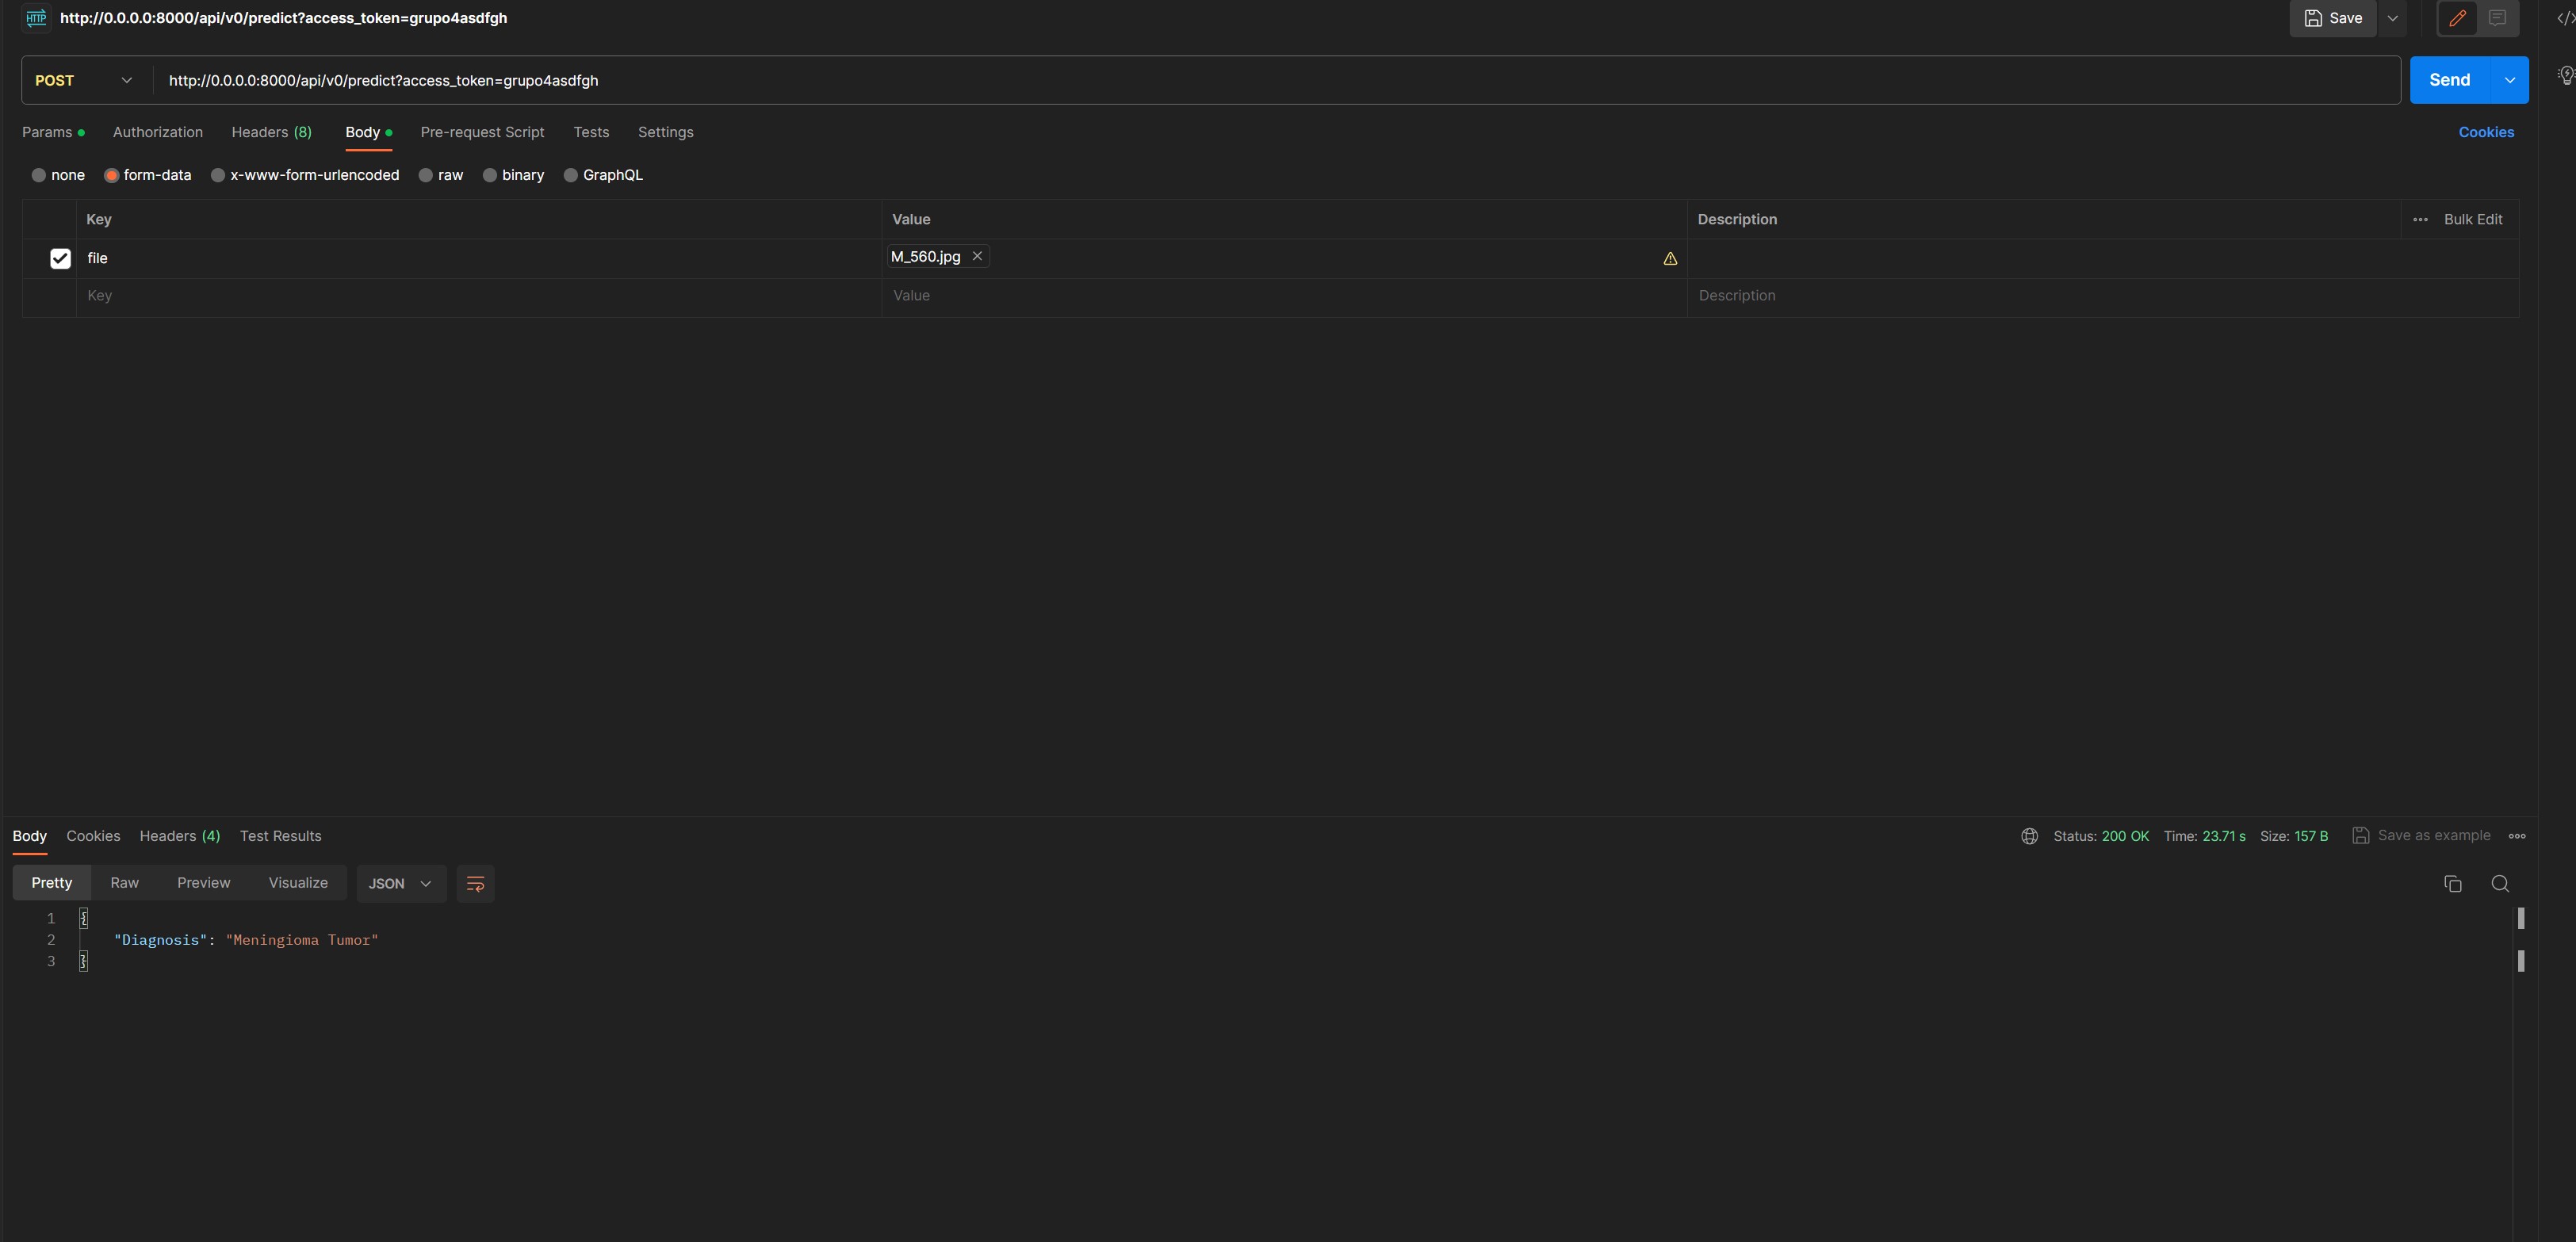 HTTP http://0.0.0.0:8000/api/v0/predict?access_token=grupo4asdfgh Save
POST http://0.0.0.0:8000/api/v0/predict?access_token=grupo4asdfgh Send
Params Authorization Headers (8) Body Pre-request Script Tests Settings Cookies
none form-data x-www-form-urlencoded raw binary GraphQL
Key Value Description Bulk Edit
file M_560.jpg
Key Value Description
Body Cookies Headers (4) Test Results Status: 200 OK Time: 23.71 s Size: 157 B Save as example
Pretty Raw Preview Visualize JSON
1 {
2 "Diagnosis": "Meningioma Tumor"
3 }